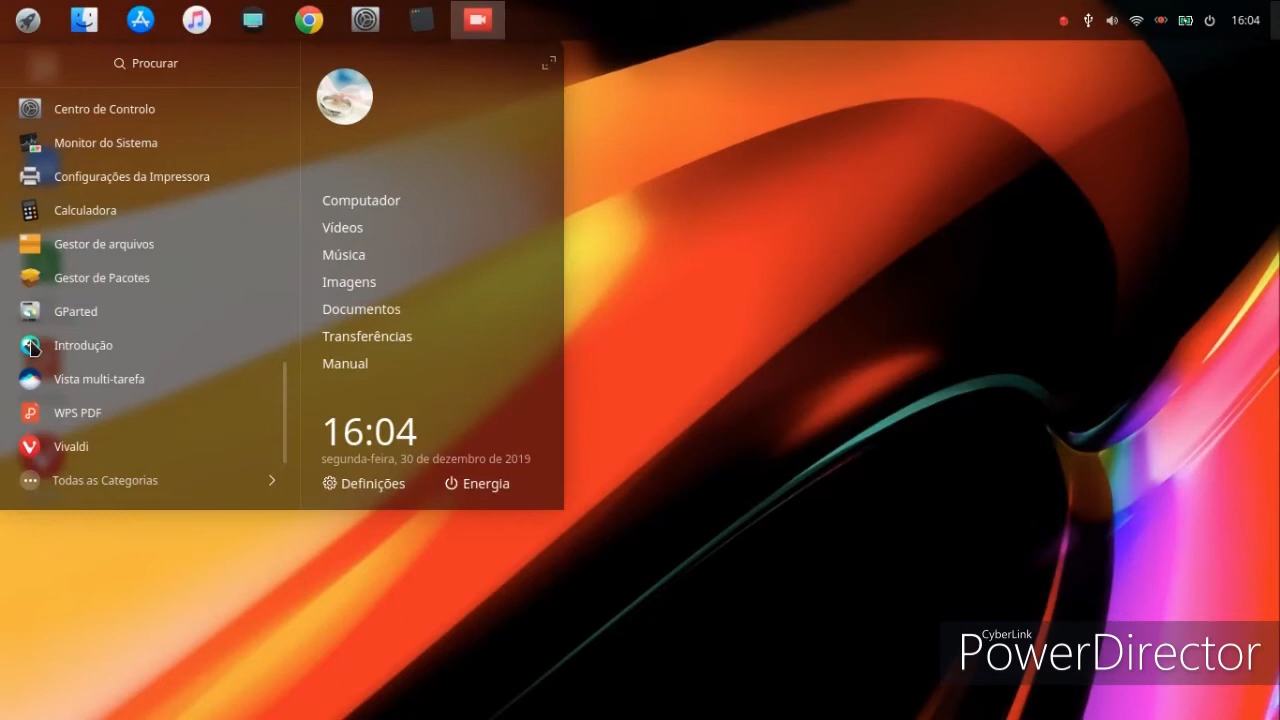 16:04
Procurar
Centro de Controlo
Monitor do Sistema
Configurações da Impressora
Calculadora
Gestor de arquivos
Gestor de Pacotes
GParted
Introdução
Vista multi-tarefa
WPS PDF
Vivaldi
Todas as Categorias
Computador
Vídeos
Música
Imagens
Documentos
Transferências
Manual
16:04
segunda-feira, 30 de dezembro de 2019
Definições
Energia
CyberLink
PowerDirector